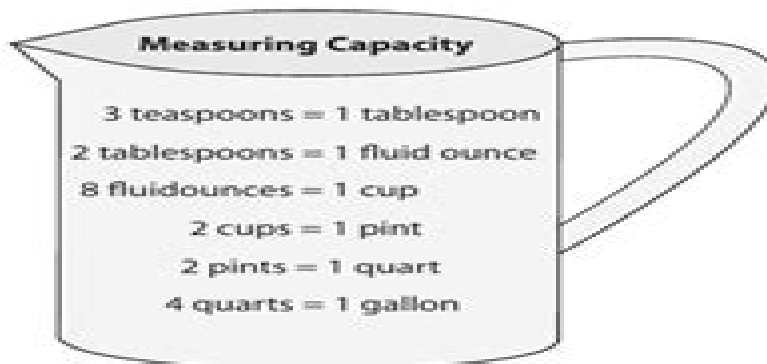 Measuring Capacity
3 teaspoons = 1 tablespoon
2 tablespoons = 1 fluid ounce
8 fluidounces = 1 cup
2 cups = 1 pint
2 pints = 1 quart
4 quarts = 1 gallon